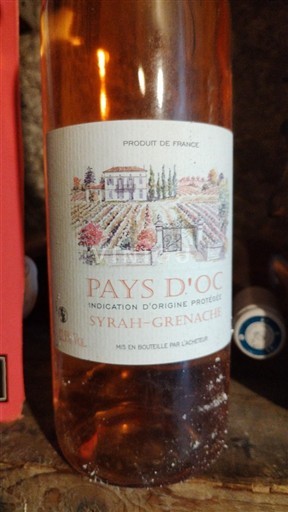 PRODUIT DE FRANCE
PAYS D'OC
INDICATION D'ORIGINE PROTÉGÉE
SYRAH-GRENACHE
MIS EN BOUTEILLE PAR L'ACHETEUR